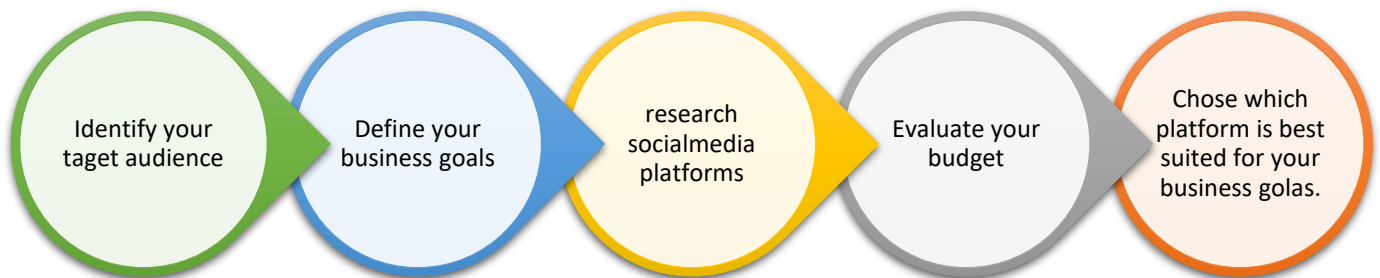 Identify your
taget audience
Define your
business goals
research
socialmedia
platforms
Evaluate your
budget
Chose which
platform is best
suited for your
business golas.